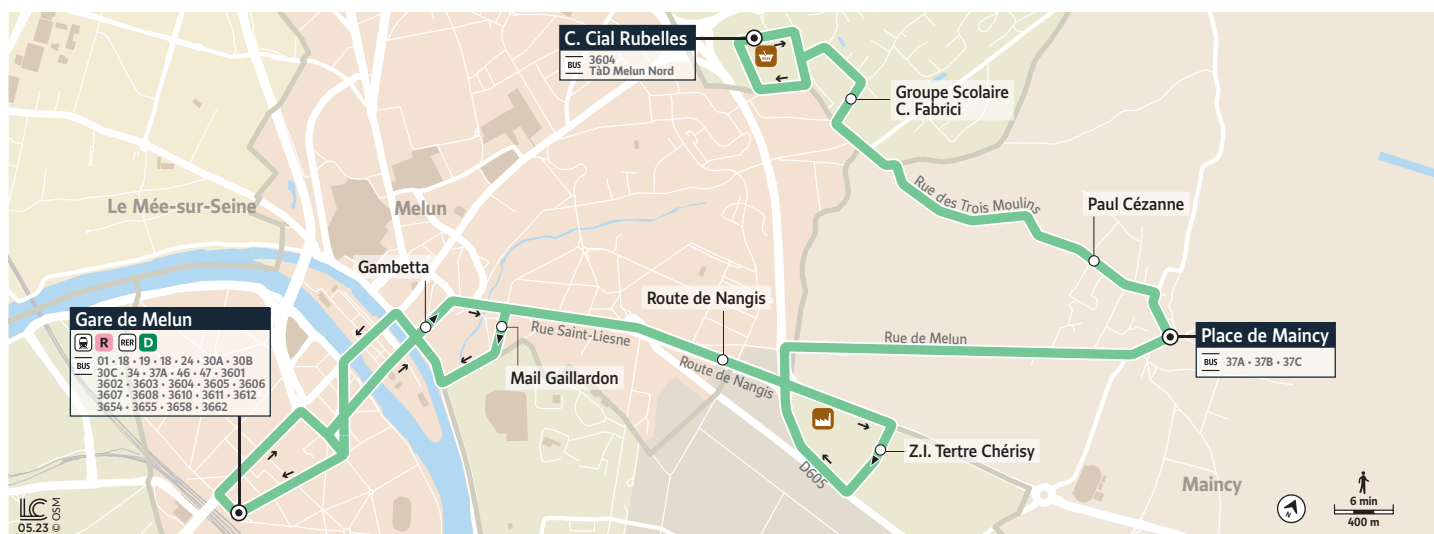 C. Cial Rubelles
BUS
3604
TàD Melun Nord
Groupe Scolaire
C. Fabrici
Rue des Trois Moulins
Paul Cézanne
Le Mée-sur-Seine
Melun
Gambetta
Gare de Melun
R RER D
BUS
01 • 18 • 19 • 18 • 24 • 30A • 30B
30C • 34 • 37A • 46 • 47 • 3601
3602 • 3603 • 3604 • 3605 • 3606
3607 • 3608 • 3610 • 3611 • 3612
3654 • 3655 • 3658 • 3662
Rue Saint-Liesne
Mail Gaillardon
Route de Nangis
Route de Nangis
Rue de Melun
Place de Maincy
BUS
37A • 37B • 37C
Z.I. Tertre Chérisy
D605
Maincy
N
6 min
400 m
LC
05.23 © OSM